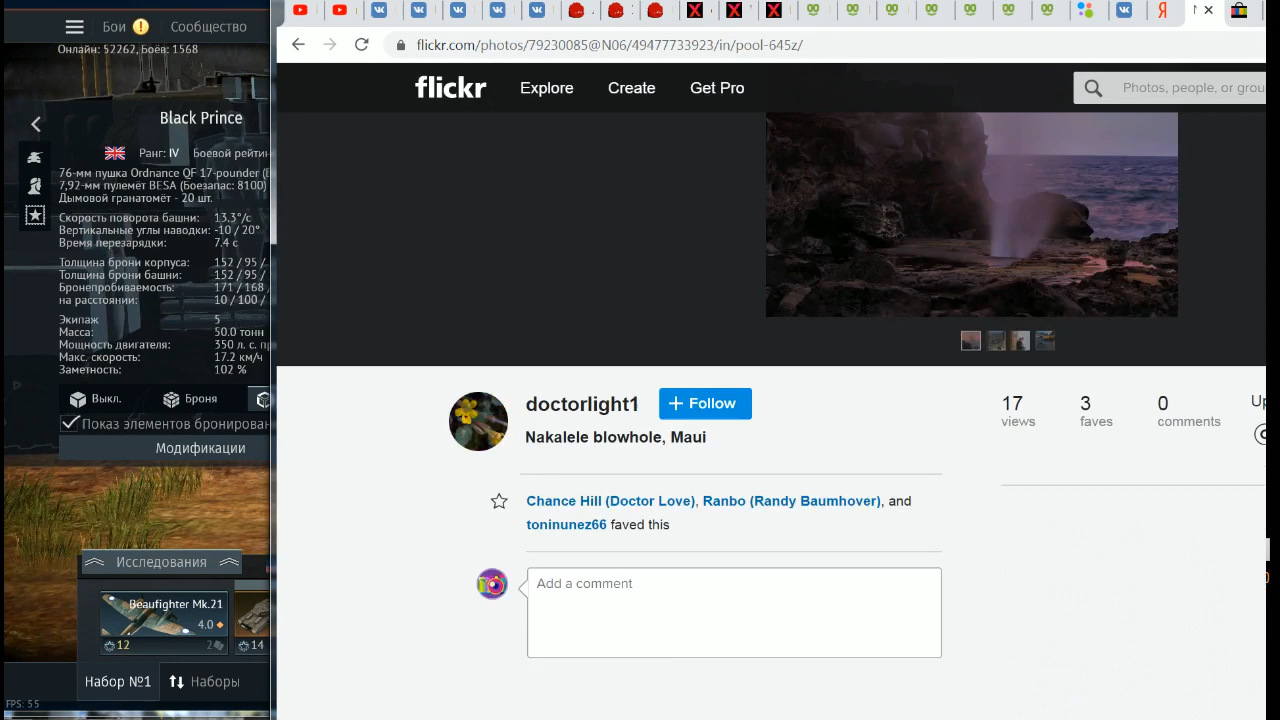 Бои
Сообщество
Онлайн: 52262, Боёв: 1568
Black Prince
Ранг: IV Боевой рейтин
76-мм пушка Ordnance QF 17-pounder (
7,92-мм пулемёт BESA (Боезапас: 8100)
Дымовой гранатомёт - 20 шт.
Скорость поворота башни: 13.3°/с
Вертикальные углы наводки: -10 / 20°
Время перезарядки: 7.4 с
Толщина брони корпуса: 152 / 95 /
Толщина брони башни: 152 / 95 /
Бронепробиваемость: 171 / 168 /
на расстоянии: 10 / 100 /
Экипаж 5
Масса: 50.0 тонн
Мощность двигателя: 350 л. с. п
Макс. скорость: 17.2 км/ч
Заметность: 102 %
Выкл.
Броня
Показ элементов бронирован
Модификации
Исследования
Beaufighter Mk.21
4.0
12
2
14
Набор №1
Наборы
FPS: 55
flickr.com/photos/79230085@N06/49477733923/in/pool-645z/
flickr
Explore
Create
Get Pro
Photos, people, or grou
doctorlight1
+ Follow
Nakalele blowhole, Maui
17
views
3
faves
0
comments
Up
Chance Hill (Doctor Love), Ranbo (Randy Baumhover), and
toninunez66 faved this
Add a comment